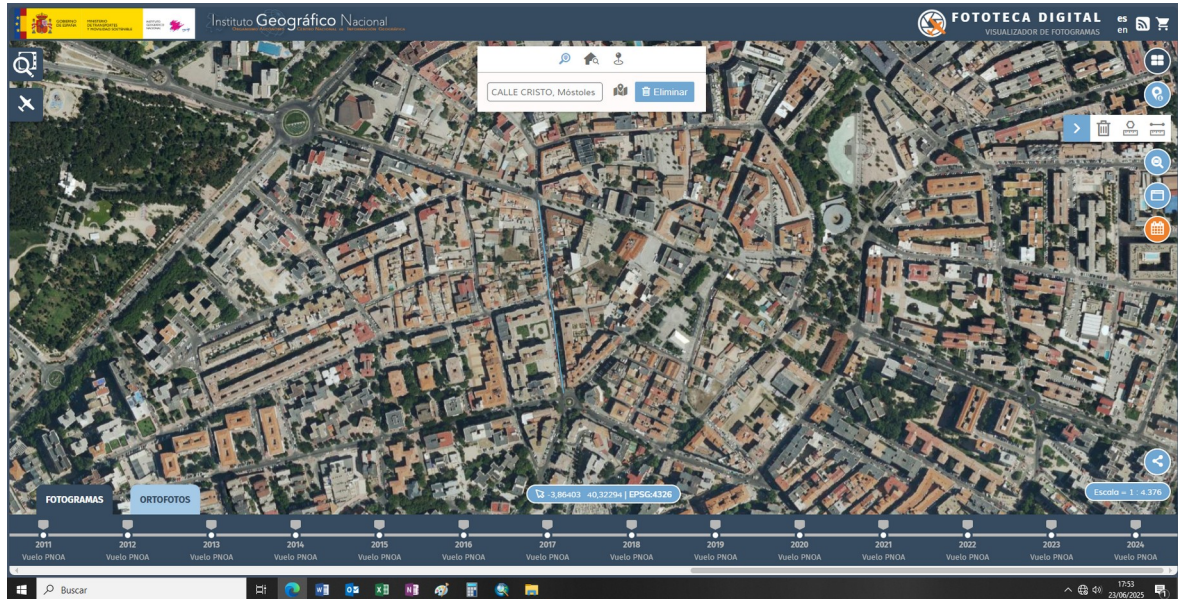 GOBIERNO DE ESPAÑA
MINISTERIO DE TRANSPORTES Y MOVILIDAD SOSTENIBLE
Instituto Geográfico Nacional
FOTOTECA DIGITAL
VISUALIZADOR DE FOTOGRAMAS
es
en
CALLE CRISTO, Móstoles
Eliminar
FOTOGRAMAS
ORTOFOTOS
-3,86403 40,32294 | EPSG:4326
Escala = 1 : 4.376
2011 2012 2013 2014 2015 2016 2017 2018 2019 2020 2021 2022 2023 2024
Vuelo PNOA Vuelo PNOA Vuelo PNOA Vuelo PNOA Vuelo PNOA Vuelo PNOA Vuelo PNOA Vuelo PNOA Vuelo PNOA Vuelo PNOA Vuelo PNOA Vuelo PNOA Vuelo PNOA Vuelo PNOA
Buscar
17:53
23/06/2025